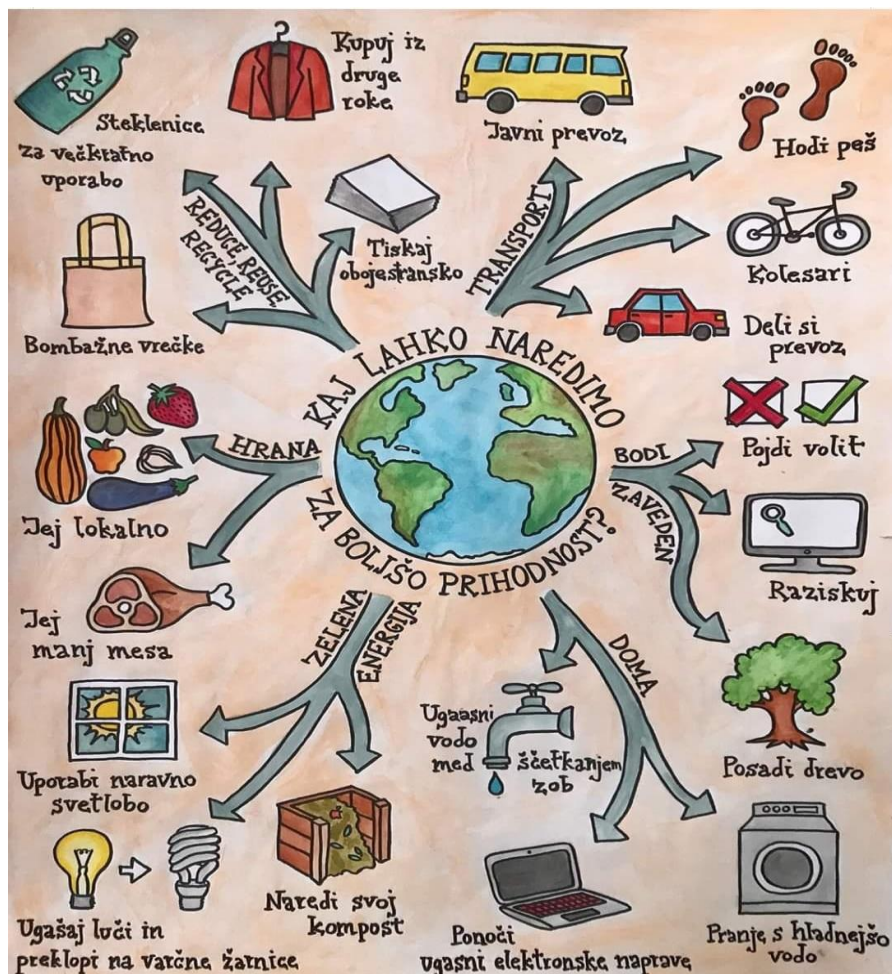 Steklenice
za večkratno
uporabo
Kupuj iz
druge
roke
Tiskaj
obojestransko
REDUCE, REUSE,
RECYCLE
Bombažne vrečke
Javni prevoz
Hodi peš
TRANSPORT
Kolesari
Deli si
prevoz
KAJ LAHKO NAREDIMO
ZA BOLJŠO PRIHODNOST?
HRANA
Jej lokalno
Jej
manj mesa
BODI
ZAVEDEN
Pojdi volit
Raziskuj
Posadi drevo
ZELENA
ENERGIJA
Uporabi naravno
svetlobo
Ugašaj luči in
preklopi na varčne žarnice
Naredi svoj
kompost
DOMA
Ugaasni
vodo
med ščetkanjem
zob
Ponoči
ugasni elektronske naprave
Pranje s hladnejšo
vodo